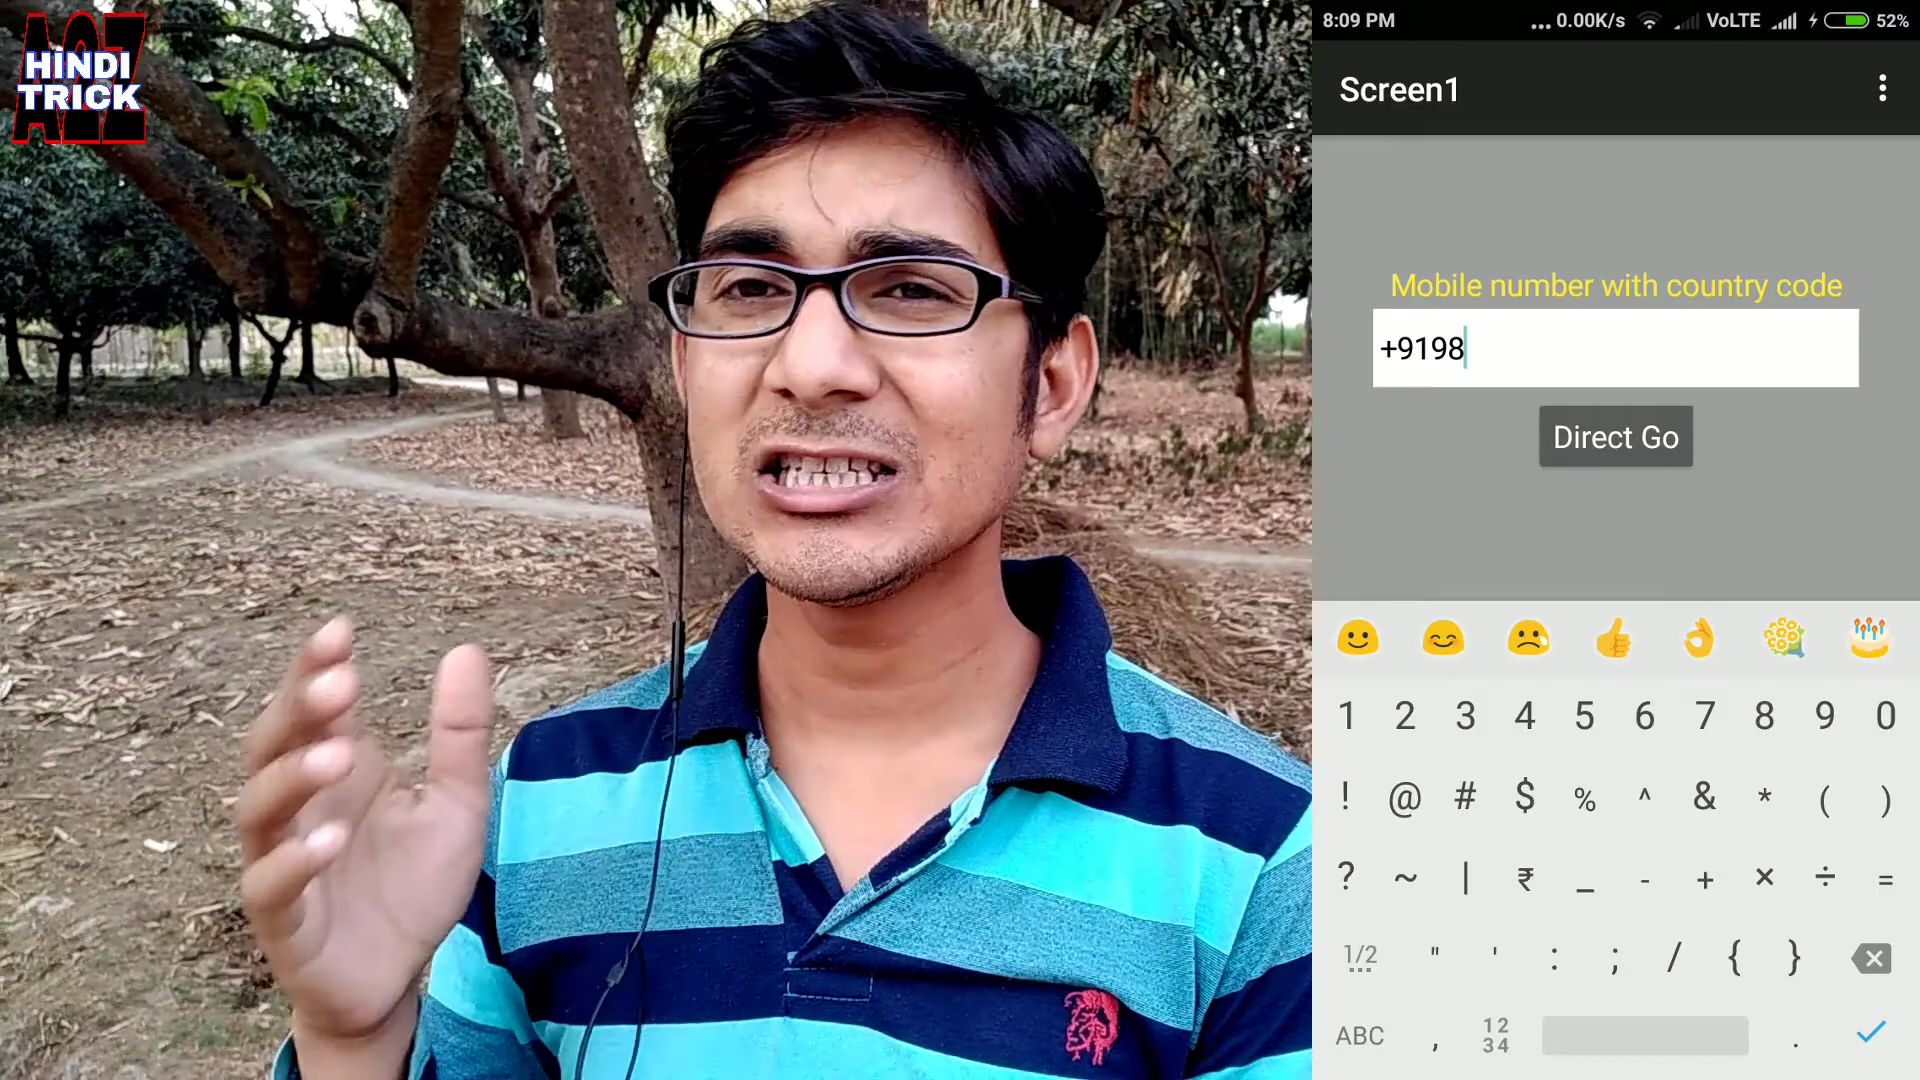 A2Z
HINDI
TRICK
8:09 PM
... 0.00K/s VoLTE 52%
Screen1
Mobile number with country code
+9198
Direct Go
1 2 3 4 5 6 7 8 9 0
! @ # $ % ^ & * ( )
? ~ | ₹ _ - + × ÷ =
1/2 " ' : ; / { }
ABC , 12 34 .